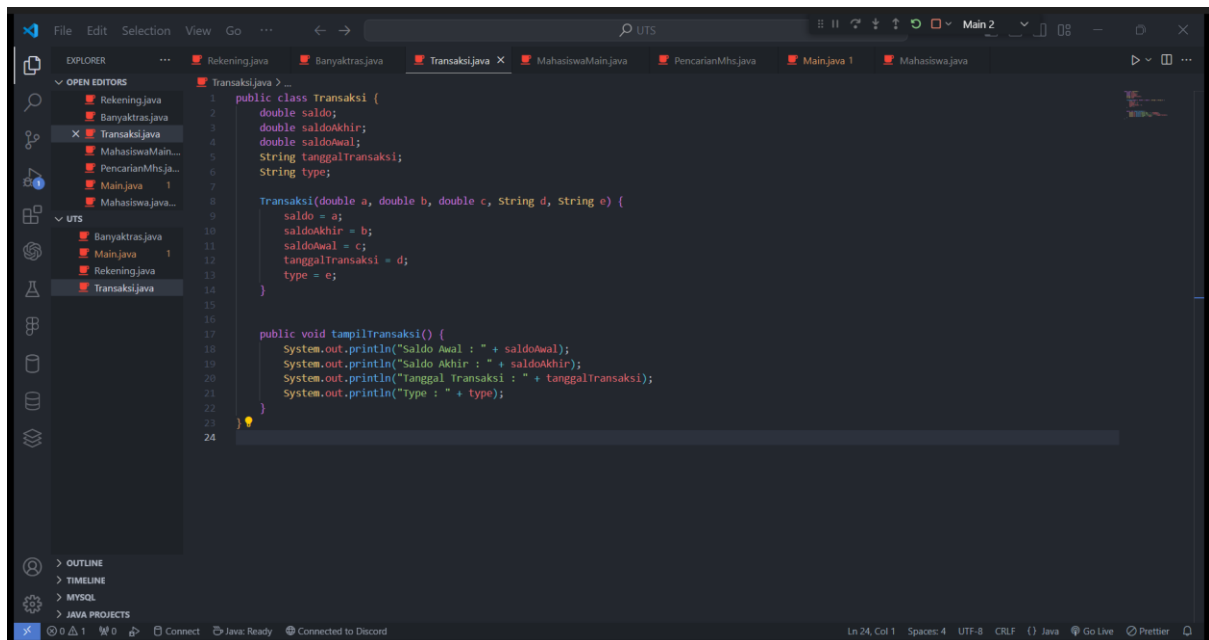 File Edit Selection View Go ··· UTS Main 2
EXPLORER ··· Rekening.java Banyaktras.java Transaksi.java MahasiswaMain.java PencarianMhs.java Main.java 1 Mahasiswa.java
OPEN EDITORS
Rekening.java
Banyaktras.java
Transaksi.java
MahasiswaMain....
PencarianMhs.ja...
Main.java 1
Mahasiswa.java...
UTS
Banyaktras.java
Main.java 1
Rekening.java
Transaksi.java
OUTLINE
TIMELINE
MYSQL
JAVA PROJECTS
Transaksi.java > ...
1 public class Transaksi {
2 double saldo;
3 double saldoAkhir;
4 double saldoAwal;
5 String tanggalTransaksi;
6 String type;
7
8 Transaksi(double a, double b, double c, String d, String e) {
9 saldo = a;
10 saldoAkhir = b;
11 saldoAwal = c;
12 tanggalTransaksi = d;
13 type = e;
14 }
15
16
17 public void tampilTransaksi() {
18 System.out.println("Saldo Awal : " + saldoAwal);
19 System.out.println("Saldo Akhir : " + saldoAkhir);
20 System.out.println("Tanggal Transaksi : " + tanggalTransaksi);
21 System.out.println("Type : " + type);
22 }
23 }
24
0 1 0 Connect Java: Ready Connected to Discord Ln 24, Col 1 Spaces: 4 UTF-8 CRLF {} Java Go Live Prettier